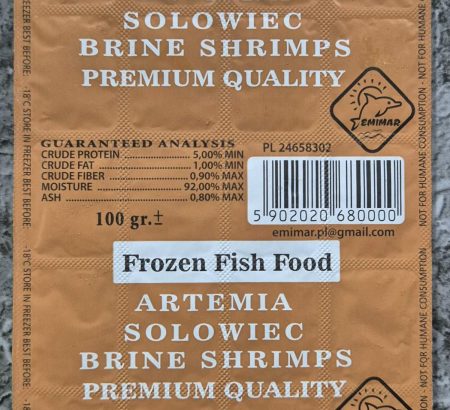 SOLOWIEC
BRINE SHRIMPS
PREMIUM QUALITY
EMIMAR
GUARANTEED ANALYSIS
CRUDE PROTEIN ........................ 5,00% MIN
CRUDE FAT ................................ 1,00% MIN
CRUDE FIBER ............................. 0,90% MAX
MOISTURE ................................ 92,00% MAX
ASH ........................................... 0,80% MAX
100 gr.±
PL 24658302
5 902020 680000
emimar.pl@gmail.com
Frozen Fish Food
ARTEMIA
SOLOWIEC
BRINE SHRIMPS
PREMIUM QUALITY
FREEZER BEST BEFORE:
-18°C STORE IN FREEZER BEST BEFORE:
-18°C STORE IN FREEZER BEST BEFORE:
- NOT FOR HUMANE CONSUMPTION
- NOT FOR HUMANE CONSUMPTION